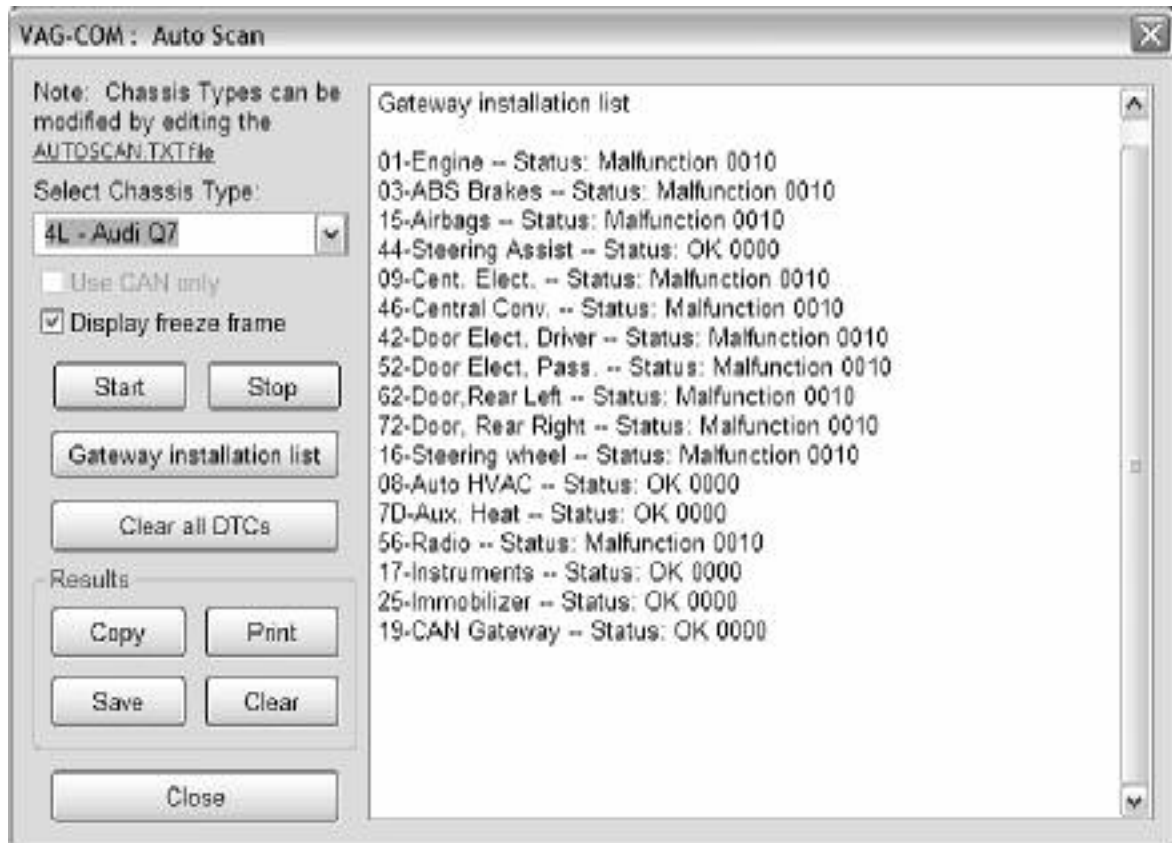 VAG-COM : Auto Scan
Note: Chassis Types can be
modified by editing the
AUTOSCAN.TXT file
Select Chassis Type:
4L - Audi Q7
Use CAN only
Display freeze frame
Start
Stop
Gateway installation list
Clear all DTCs
Results
Copy
Print
Save
Clear
Close
Gateway installation list
01-Engine -- Status: Malfunction 0010
03-ABS Brakes -- Status: Malfunction 0010
15-Airbags -- Status: Malfunction 0010
44-Steering Assist -- Status: OK 0000
09-Cent. Elect. -- Status: Malfunction 0010
46-Central Conv. -- Status: Malfunction 0010
42-Door Elect, Driver -- Status: Malfunction 0010
52-Door Elect, Pass. -- Status: Malfunction 0010
62-Door,Rear Left -- Status: Malfunction 0010
72-Door, Rear Right -- Status: Malfunction 0010
16-Steering wheel -- Status: Malfunction 0010
08-Auto HVAC -- Status: OK 0000
7D-Aux. Heat -- Status: OK 0000
56-Radio -- Status: Malfunction 0010
17-Instruments -- Status: OK 0000
25-Immobilizer -- Status: OK 0000
19-CAN Gateway -- Status: OK 0000